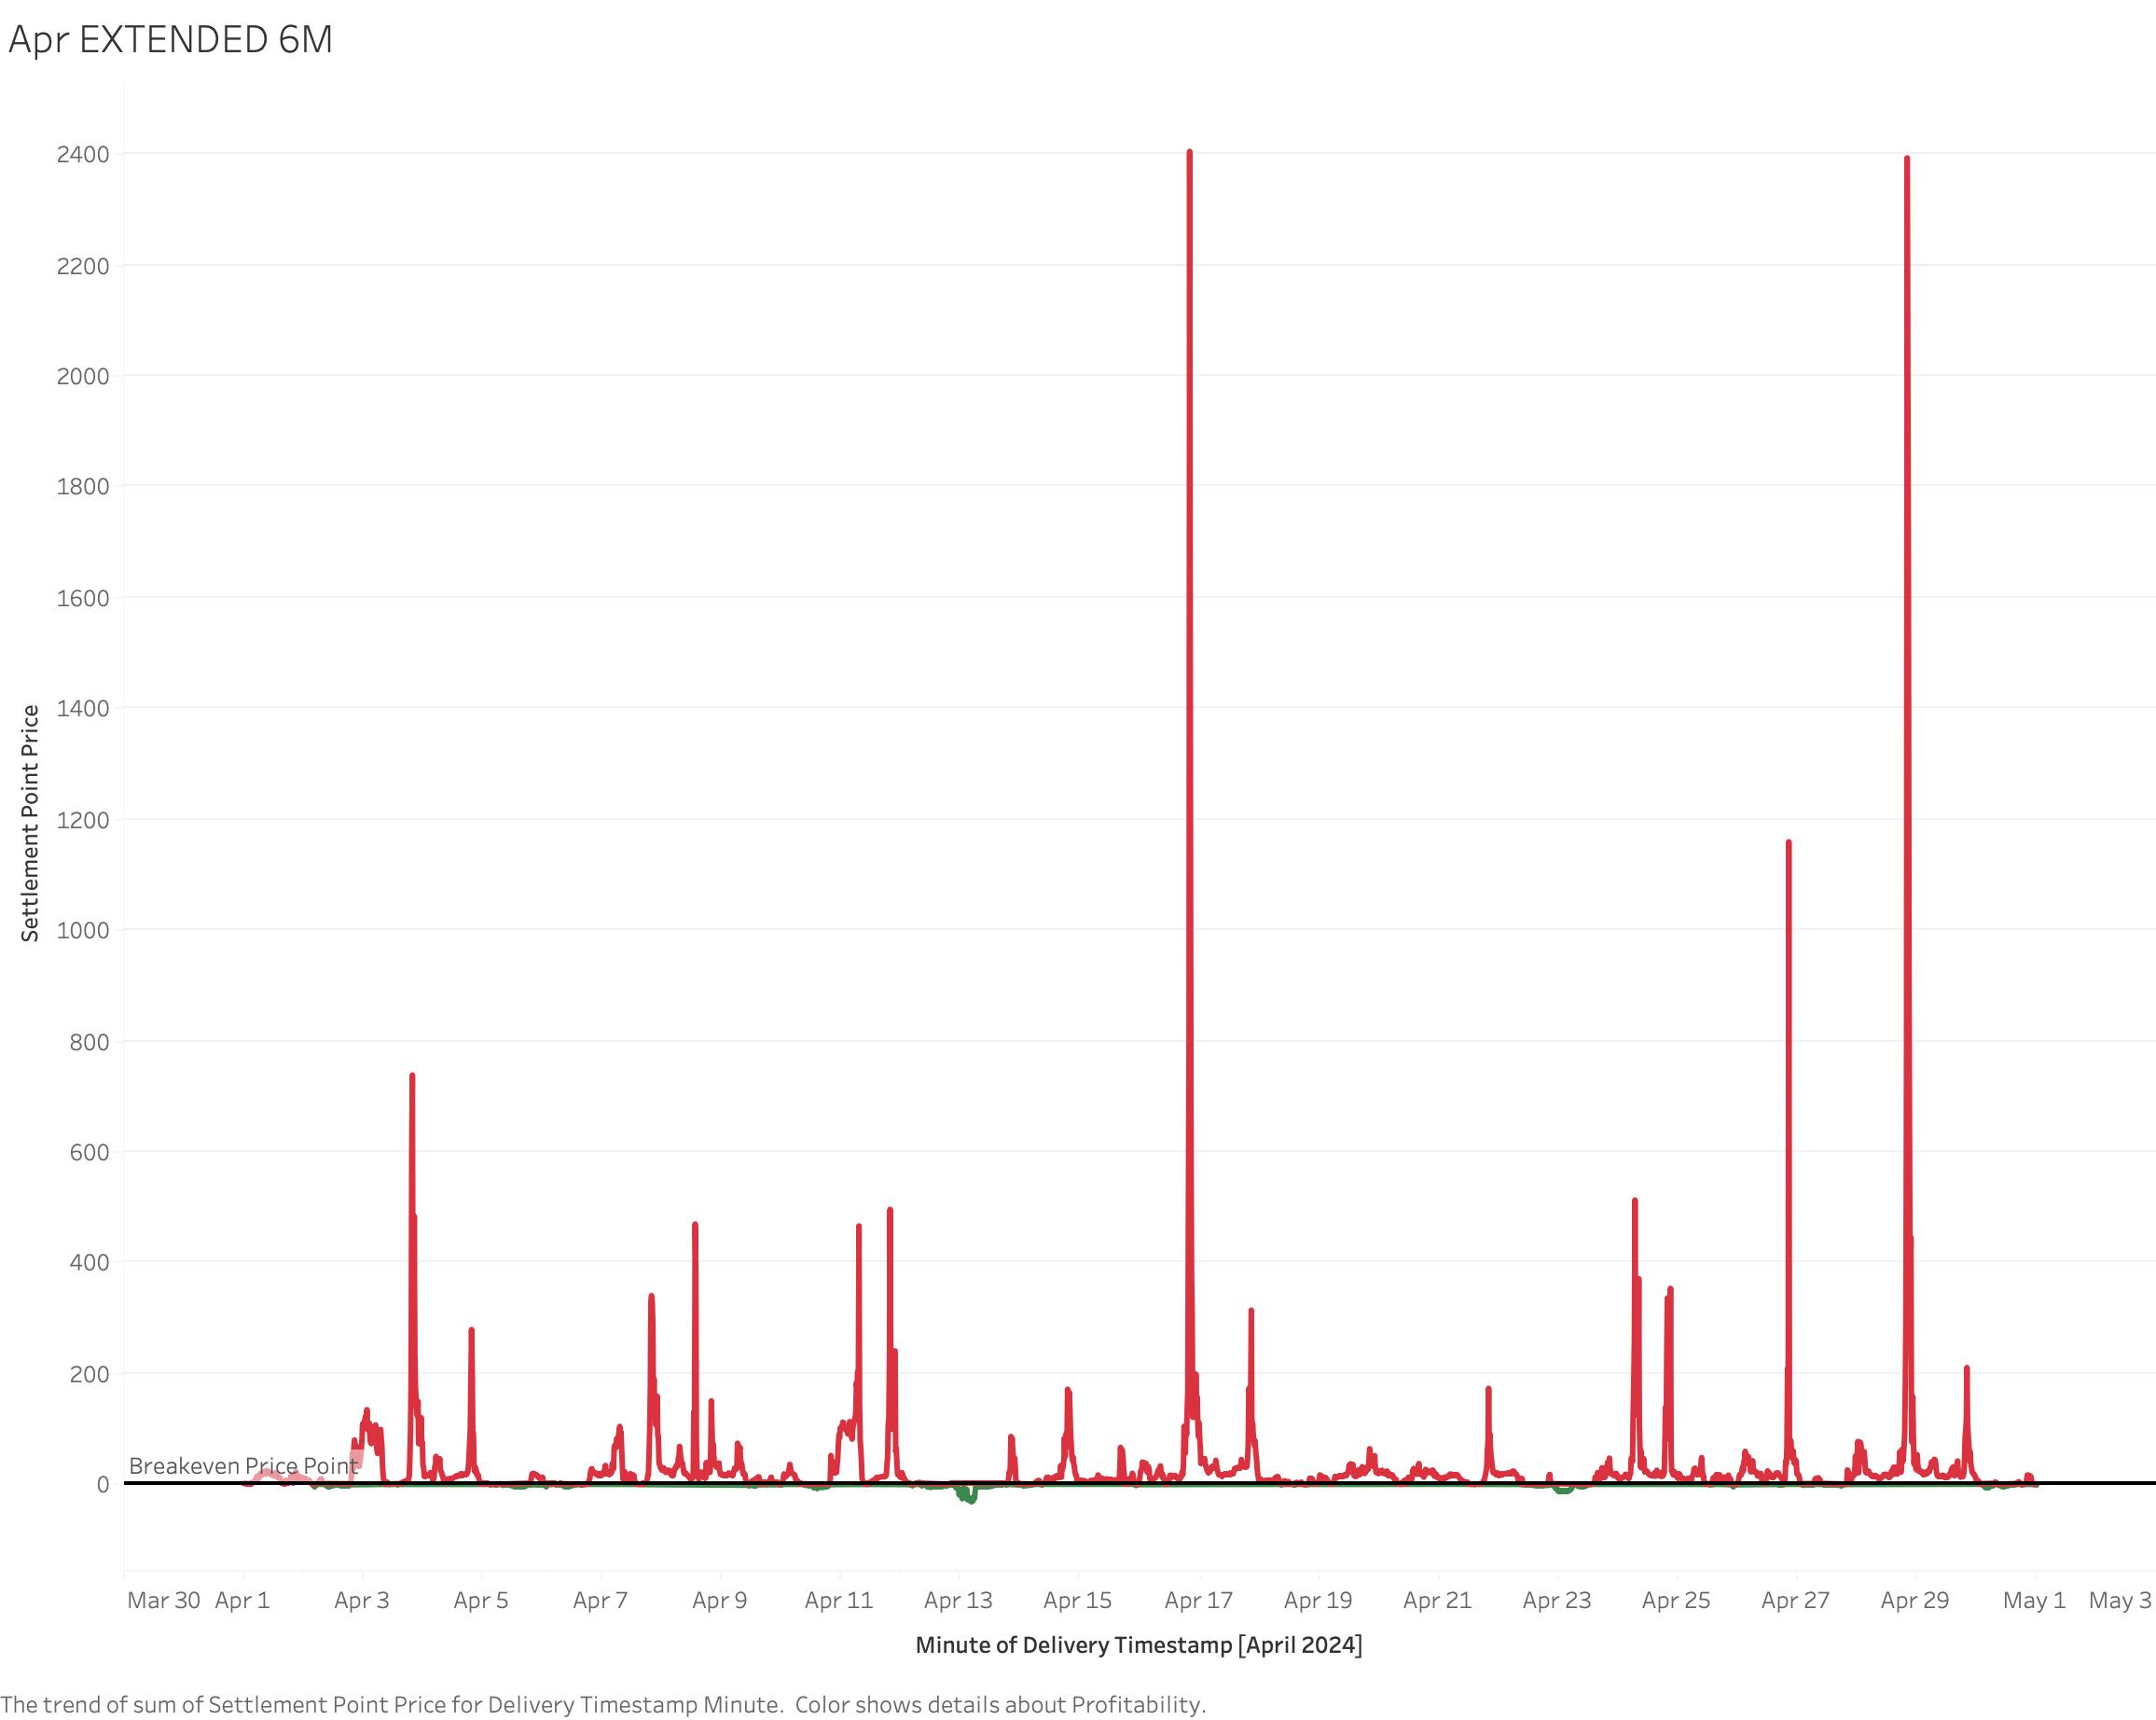 Apr EXTENDED 6M
2400
2200
2000
1800
1600
1400
1200
1000
800
600
400
200
0
Settlement Point Price
Breakeven Price Point
Mar 30 Apr 1 Apr 3 Apr 5 Apr 7 Apr 9 Apr 11 Apr 13 Apr 15 Apr 17 Apr 19 Apr 21 Apr 23 Apr 25 Apr 27 Apr 29 May 1 May 3
Minute of Delivery Timestamp [April 2024]
The trend of sum of Settlement Point Price for Delivery Timestamp Minute.  Color shows details about Profitability.